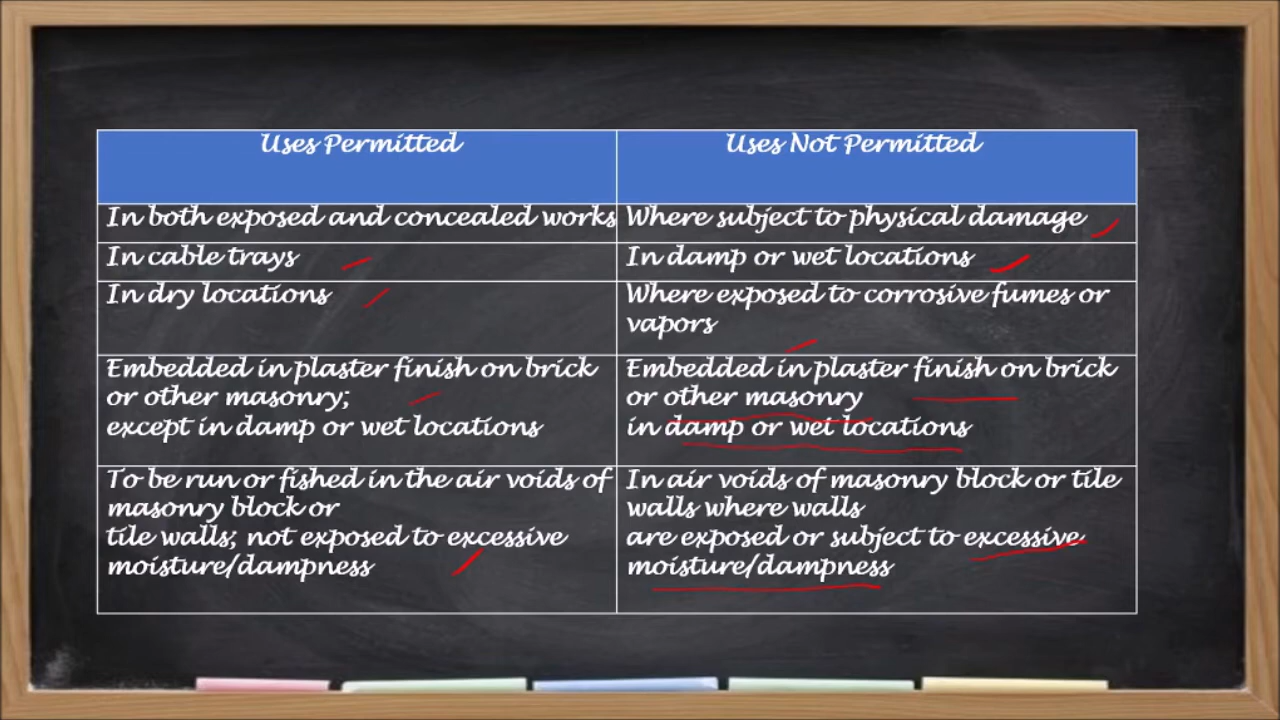 Uses Permitted
Uses Not Permitted
In both exposed and concealed works
Where subject to physical damage
In cable trays
In damp or wet locations
In dry locations
Where exposed to corrosive fumes or
vapors
Embedded in plaster finish on brick
or other masonry;
except in damp or wet locations
Embedded in plaster finish on brick
or other masonry
in damp or wet locations
To be run or fished in the air voids of
masonry block or
tile walls; not exposed to excessive
moisture/dampness
In air voids of masonry block or tile
walls where walls
are exposed or subject to excessive
moisture/dampness